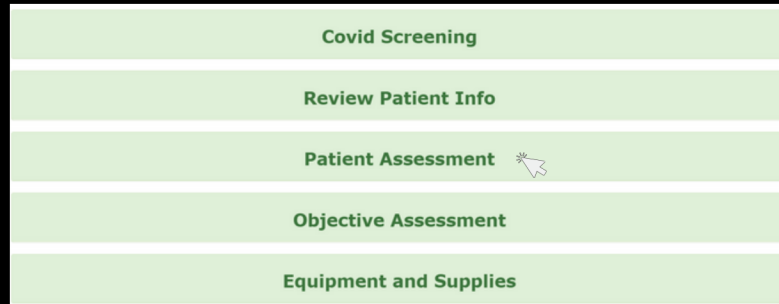 Covid Screening
Review Patient Info
Patient Assessment
Objective Assessment
Equipment and Supplies